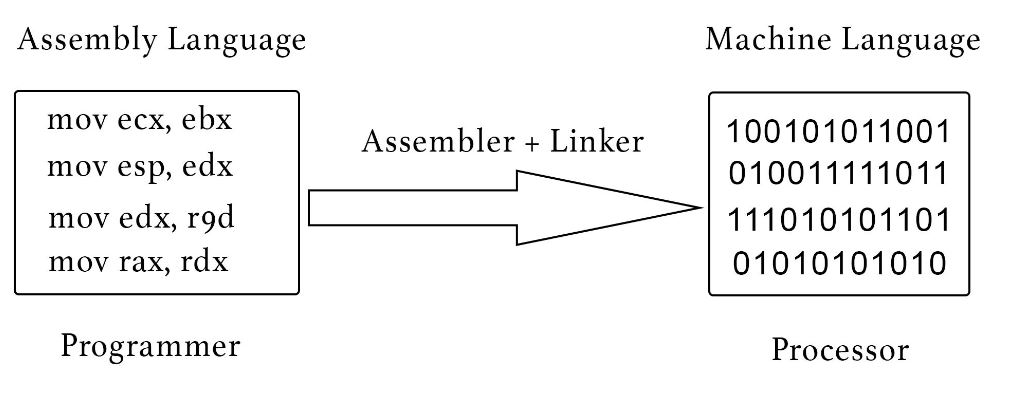 Assembly Language
mov ecx, ebx
mov esp, edx
mov edx, r9d
mov rax, rdx
Programmer
Assembler + Linker
Machine Language
100101011001
010011111011
111010101101
01010101010
Processor